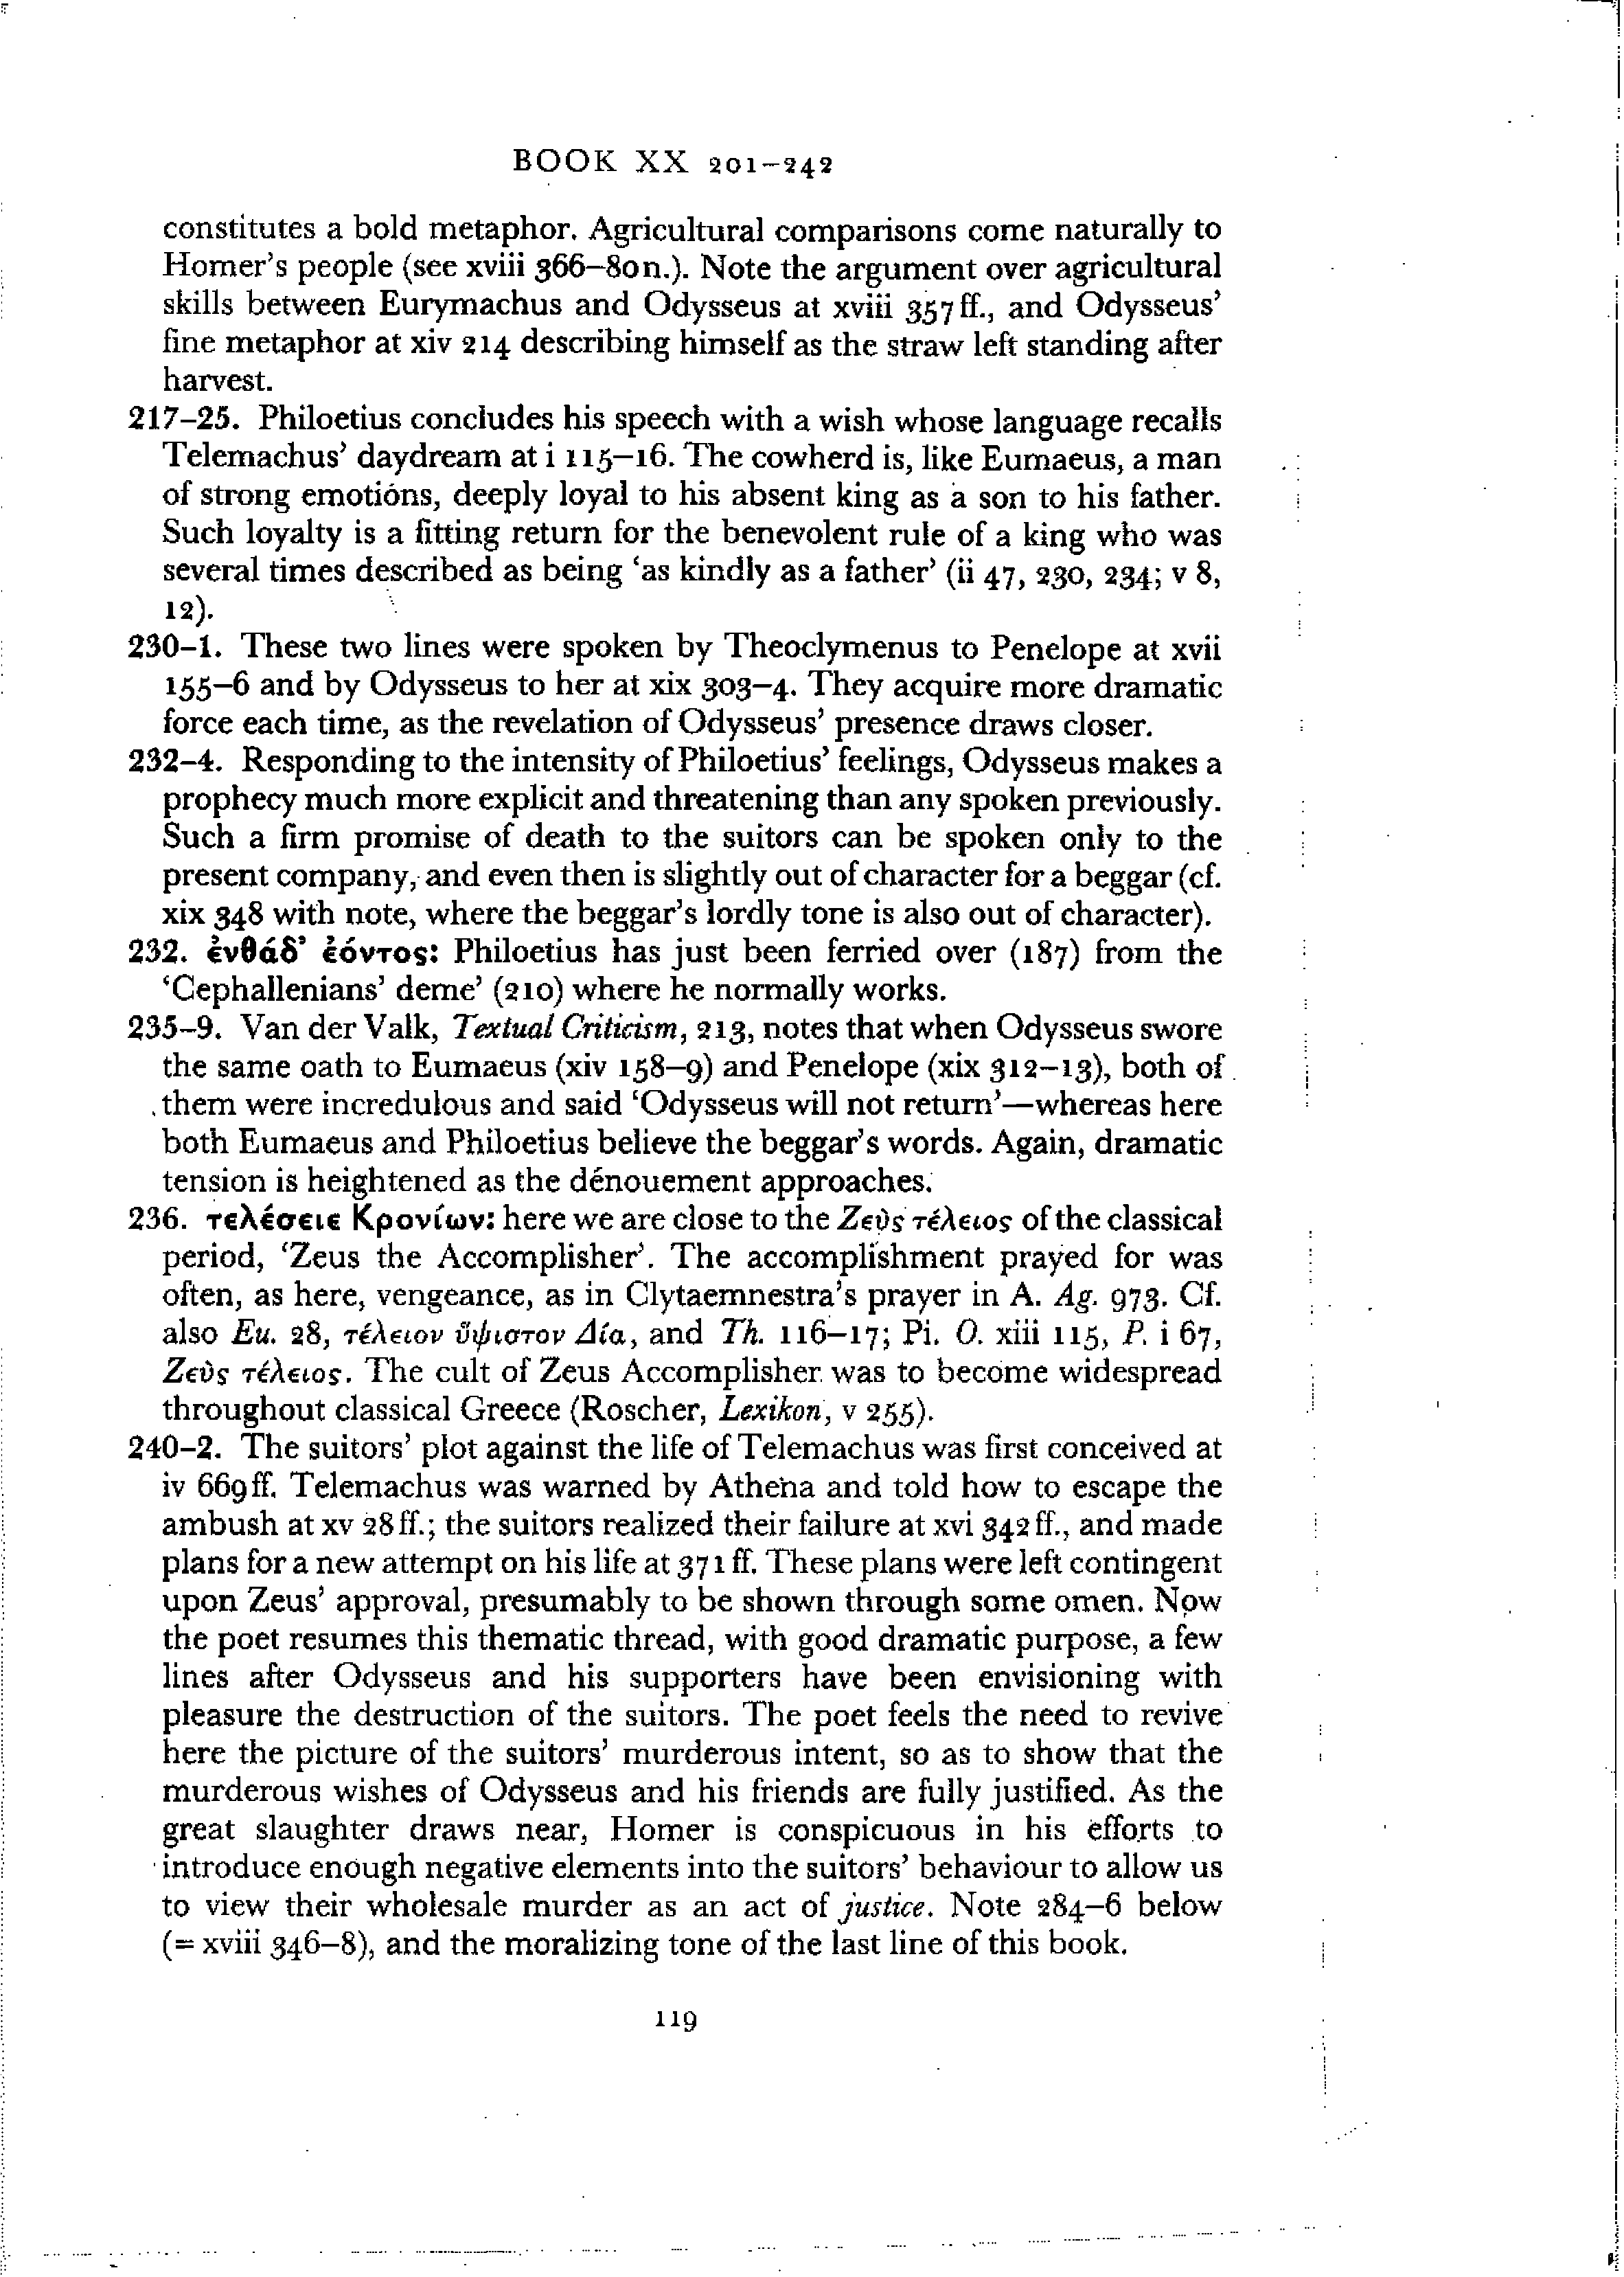 BOOK XX 201–242
constitutes a bold metaphor. Agricultural comparisons come naturally to
Homer's people (see xviii 366–80 n.). Note the argument over agricultural
skills between Eurymachus and Odysseus at xviii 357 ff., and Odysseus'
fine metaphor at xiv 214 describing himself as the straw left standing after
harvest.
217–25. Philoetius concludes his speech with a wish whose language recalls
Telemachus' daydream at i 115–16. The cowherd is, like Eumaeus, a man
of strong emotions, deeply loyal to his absent king as a son to his father.
Such loyalty is a fitting return for the benevolent rule of a king who was
several times described as being 'as kindly as a father' (ii 47, 230, 234; v 8,
12).
230–1. These two lines were spoken by Theoclymenus to Penelope at xvii
155–6 and by Odysseus to her at xix 303–4. They acquire more dramatic
force each time, as the revelation of Odysseus' presence draws closer.
232–4. Responding to the intensity of Philoetius' feelings, Odysseus makes a
prophecy much more explicit and threatening than any spoken previously.
Such a firm promise of death to the suitors can be spoken only to the
present company, and even then is slightly out of character for a beggar (cf.
xix 348 with note, where the beggar's lordly tone is also out of character).
232. ἐνθάδ' ἐόντος: Philoetius has just been ferried over (187) from the
'Cephallenians' deme' (210) where he normally works.
235–9. Van der Valk, Textual Criticism, 213, notes that when Odysseus swore
the same oath to Eumaeus (xiv 158–9) and Penelope (xix 312–13), both of
them were incredulous and said 'Odysseus will not return'—whereas here
both Eumaeus and Philoetius believe the beggar's words. Again, dramatic
tension is heightened as the dénouement approaches.
236. τελέσειε Κρονίων: here we are close to the Ζεὺς τέλειος of the classical
period, 'Zeus the Accomplisher'. The accomplishment prayed for was
often, as here, vengeance, as in Clytaemnestra's prayer in A. Ag. 973. Cf.
also Eu. 28, τέλειον ὕψιστον Δία, and Th. 116–17; Pi. O. xiii 115, P. i 67,
Ζεὺς τέλειος. The cult of Zeus Accomplisher was to become widespread
throughout classical Greece (Roscher, Lexikon, v 255).
240–2. The suitors' plot against the life of Telemachus was first conceived at
iv 669 ff. Telemachus was warned by Athena and told how to escape the
ambush at xv 28 ff.; the suitors realized their failure at xvi 342 ff., and made
plans for a new attempt on his life at 371 ff. These plans were left contingent
upon Zeus' approval, presumably to be shown through some omen. Now
the poet resumes this thematic thread, with good dramatic purpose, a few
lines after Odysseus and his supporters have been envisioning with
pleasure the destruction of the suitors. The poet feels the need to revive
here the picture of the suitors' murderous intent, so as to show that the
murderous wishes of Odysseus and his friends are fully justified. As the
great slaughter draws near, Homer is conspicuous in his efforts to
introduce enough negative elements into the suitors' behaviour to allow us
to view their wholesale murder as an act of justice. Note 284–6 below
(= xviii 346–8), and the moralizing tone of the last line of this book.
119